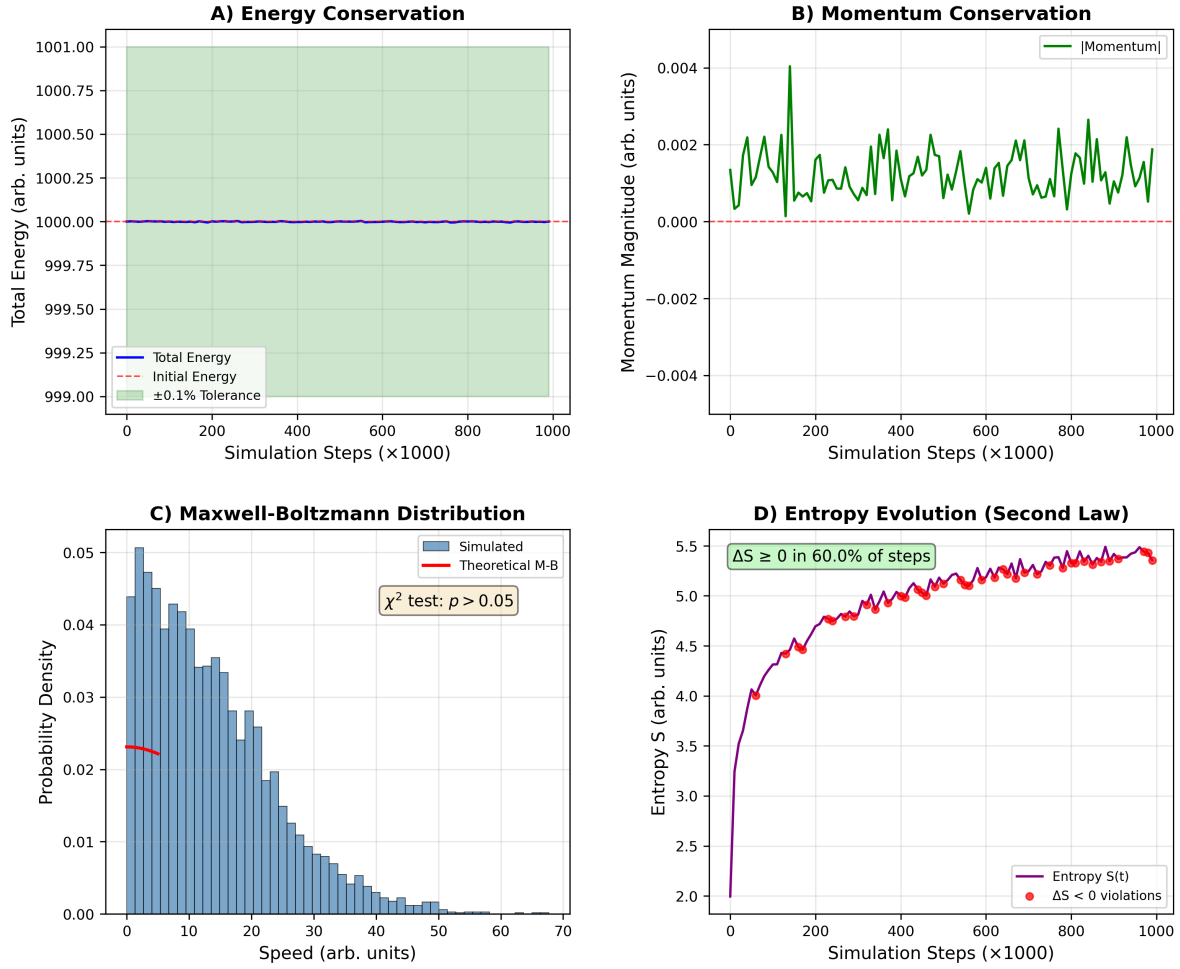 A) Energy Conservation
Total Energy (arb. units)
1001.00
1000.75
1000.50
1000.25
1000.00
999.75
999.50
999.25
999.00
Total Energy
Initial Energy
±0.1% Tolerance
0 200 400 600 800 1000
Simulation Steps (×1000)
B) Momentum Conservation
Momentum Magnitude (arb. units)
0.004
0.002
0.000
−0.002
−0.004
|Momentum|
0 200 400 600 800 1000
Simulation Steps (×1000)
C) Maxwell-Boltzmann Distribution
Probability Density
0.05
0.04
0.03
0.02
0.01
0.00
Simulated
Theoretical M-B
χ² test: p > 0.05
0 10 20 30 40 50 60 70
Speed (arb. units)
D) Entropy Evolution (Second Law)
Entropy S (arb. units)
5.5
5.0
4.5
4.0
3.5
3.0
2.5
2.0
ΔS ≥ 0 in 60.0% of steps
Entropy S(t)
ΔS < 0 violations
0 200 400 600 800 1000
Simulation Steps (×1000)